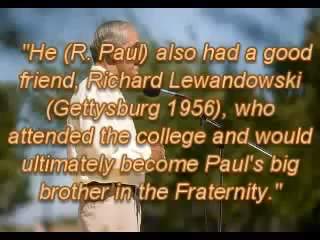 "He (R. Paul) also had a good
friend, Richard Lewandowski
(Gettysburg 1956), who
attended the college and would
ultimately become Paul's big
brother in the Fraternity."